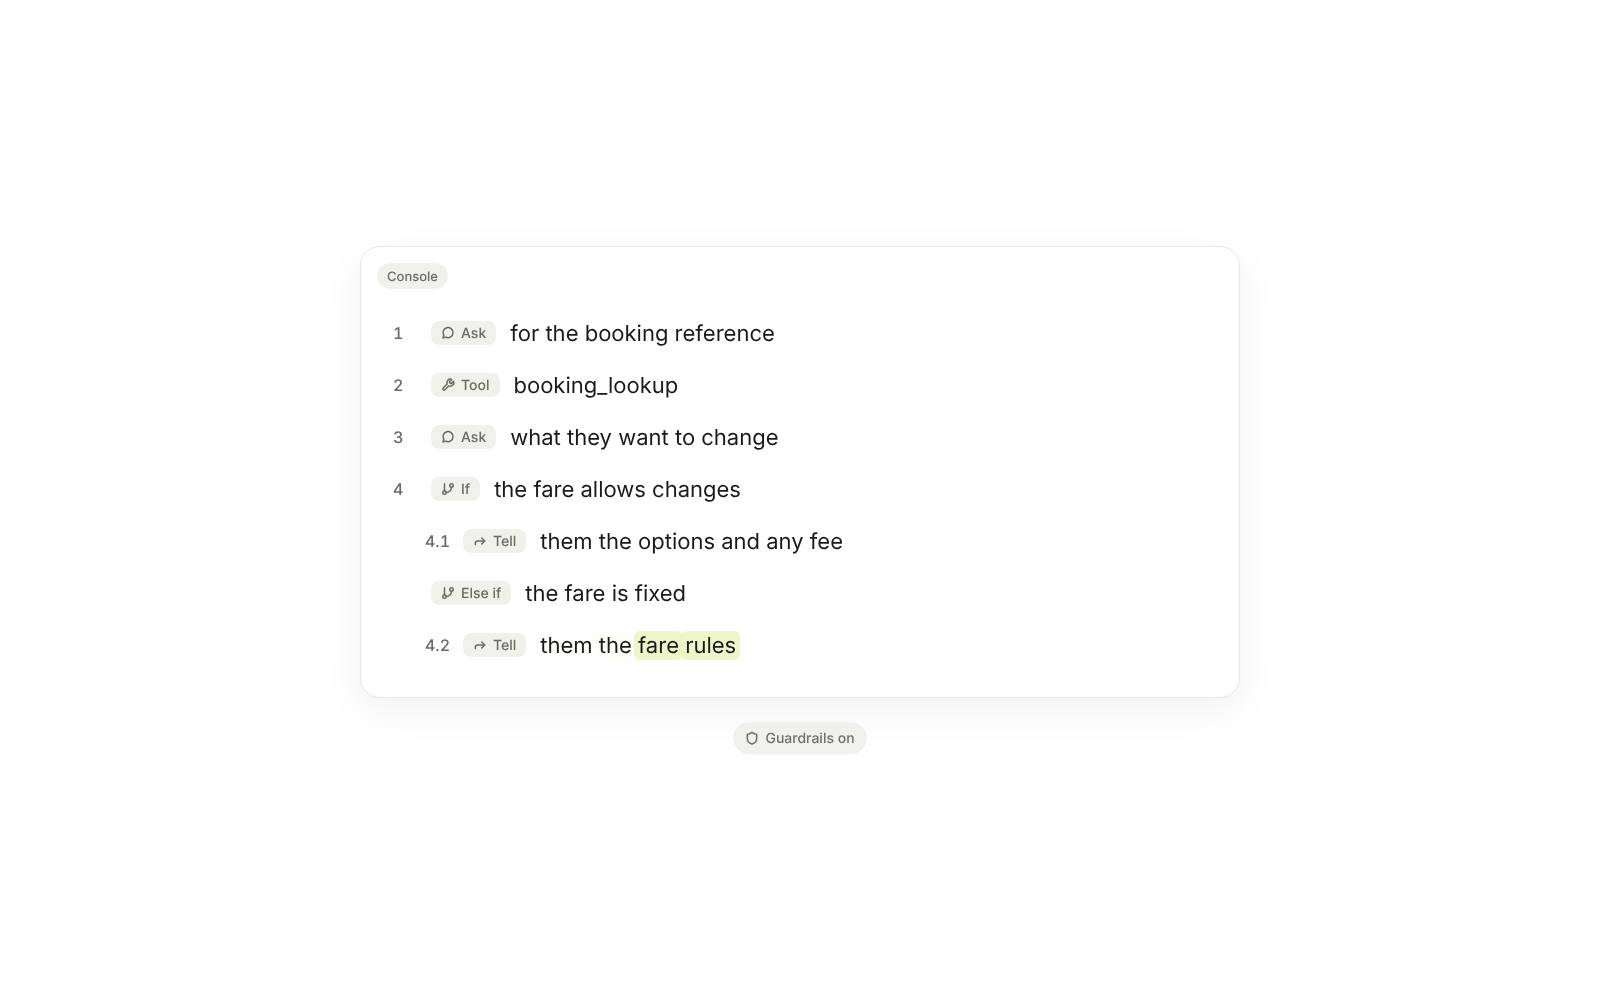 Console
1 Ask for the booking reference
2 Tool booking_lookup
3 Ask what they want to change
4 If the fare allows changes
4.1 Tell them the options and any fee
Else if the fare is fixed
4.2 Tell them the fare rules
Guardrails on